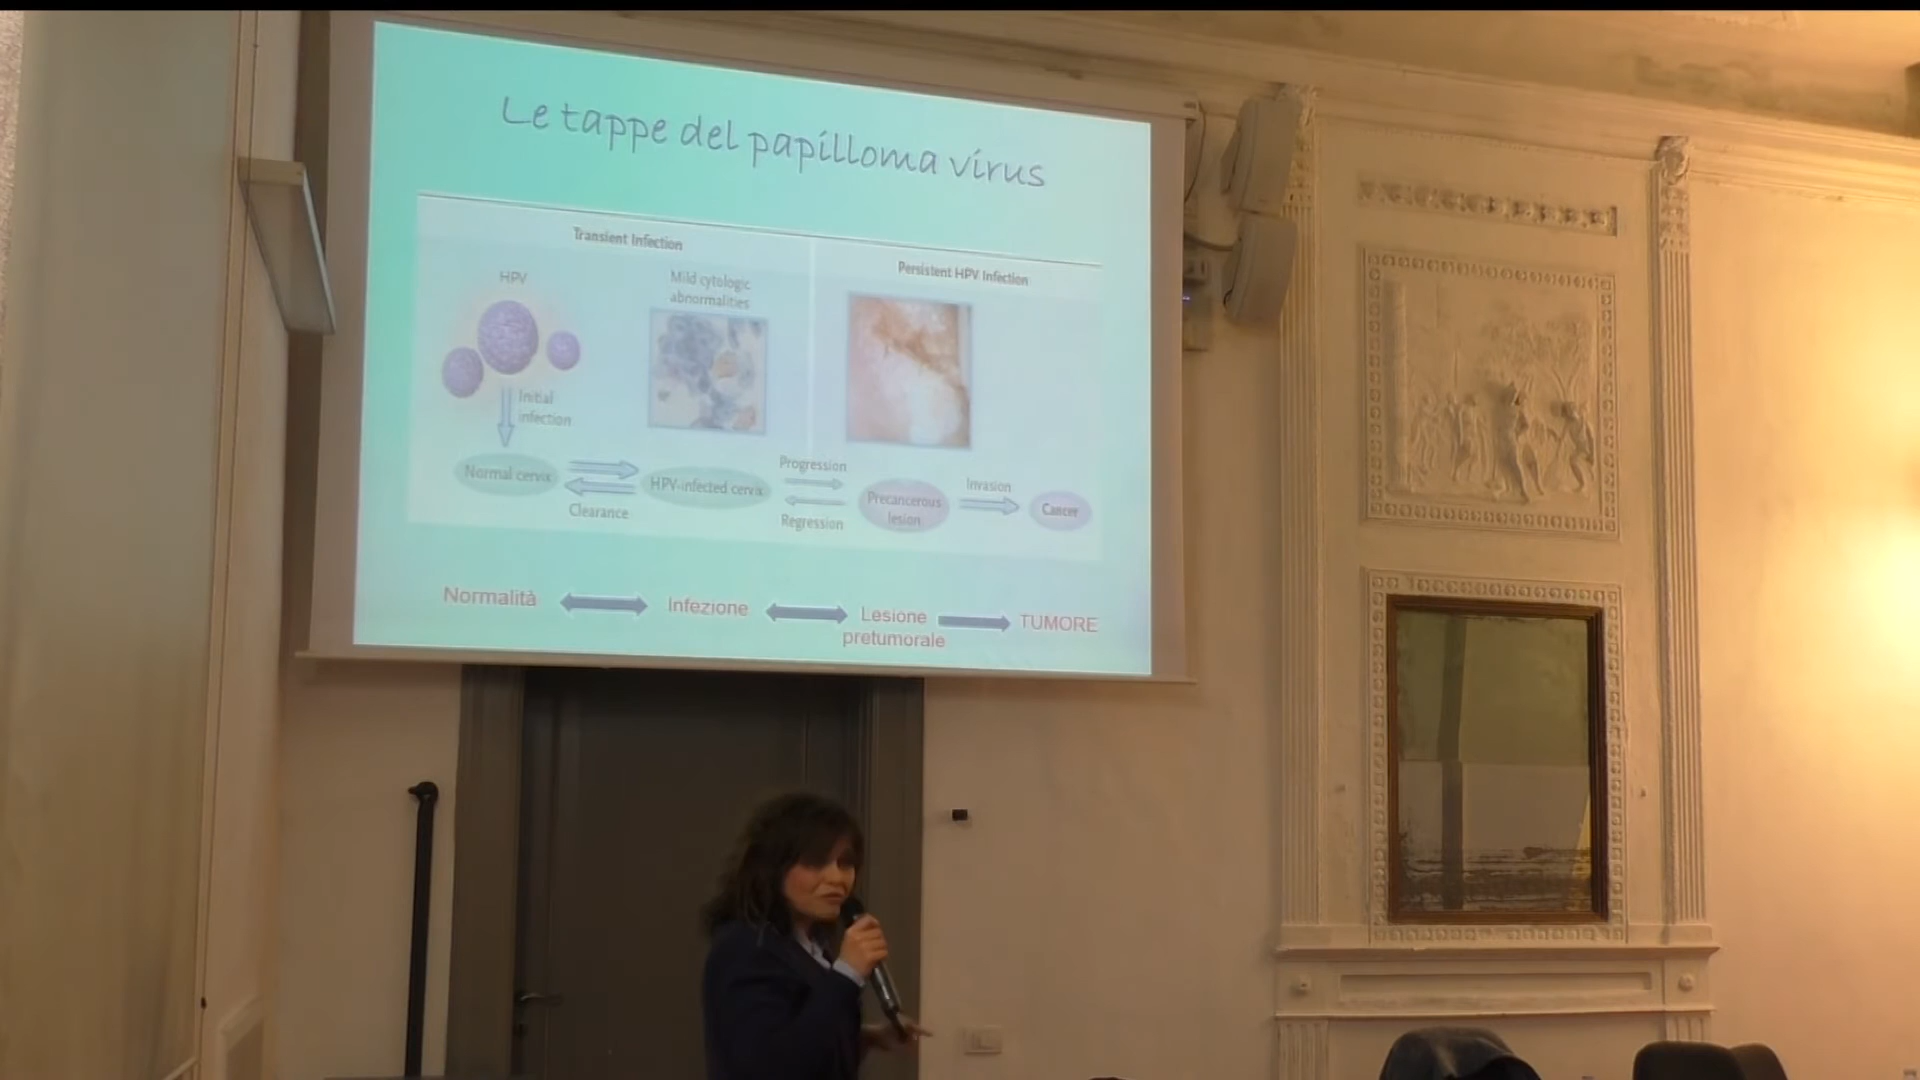 Le tappe del papilloma virus
Transient Infection
Persistent HPV Infection
HPV
Mild cytologic
abnormalities
Initial
infection
Normal cervix
Clearance
HPV-infected cervix
Progression
Regression
Precancerous
lesion
Invasion
Cancer
Normalità
Infezione
Lesione
pretumorale
TUMORE